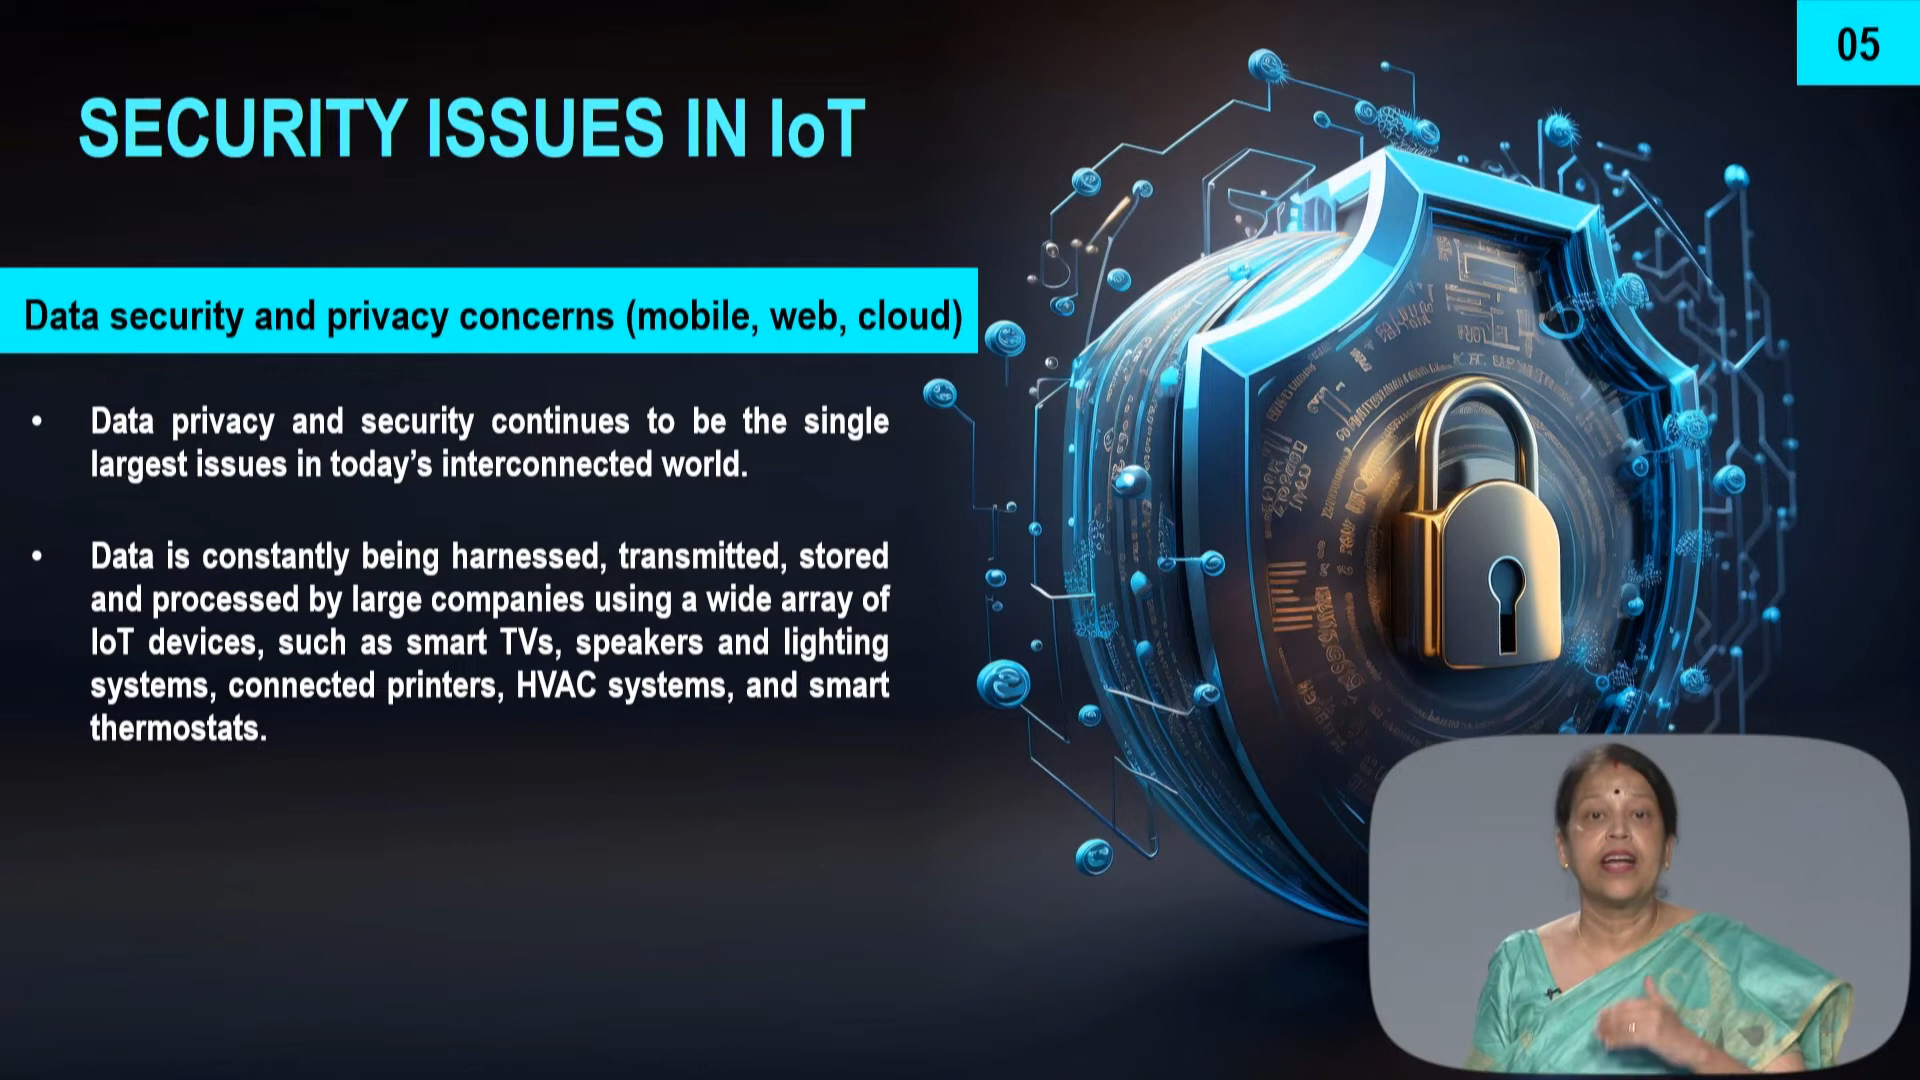 05
SECURITY ISSUES IN IoT
Data security and privacy concerns (mobile, web, cloud)
• Data privacy and security continues to be the single
largest issues in today’s interconnected world.
• Data is constantly being harnessed, transmitted, stored
and processed by large companies using a wide array of
IoT devices, such as smart TVs, speakers and lighting
systems, connected printers, HVAC systems, and smart
thermostats.